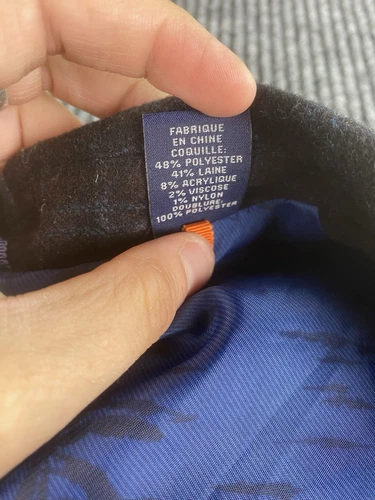 FABRIQUE
EN CHINE
COQUILLE:
48% POLYESTER
41% LAINE
8% ACRYLIQUE
2% VISCOSE
1% NYLON
DOUBLURE:
100% POLYESTER